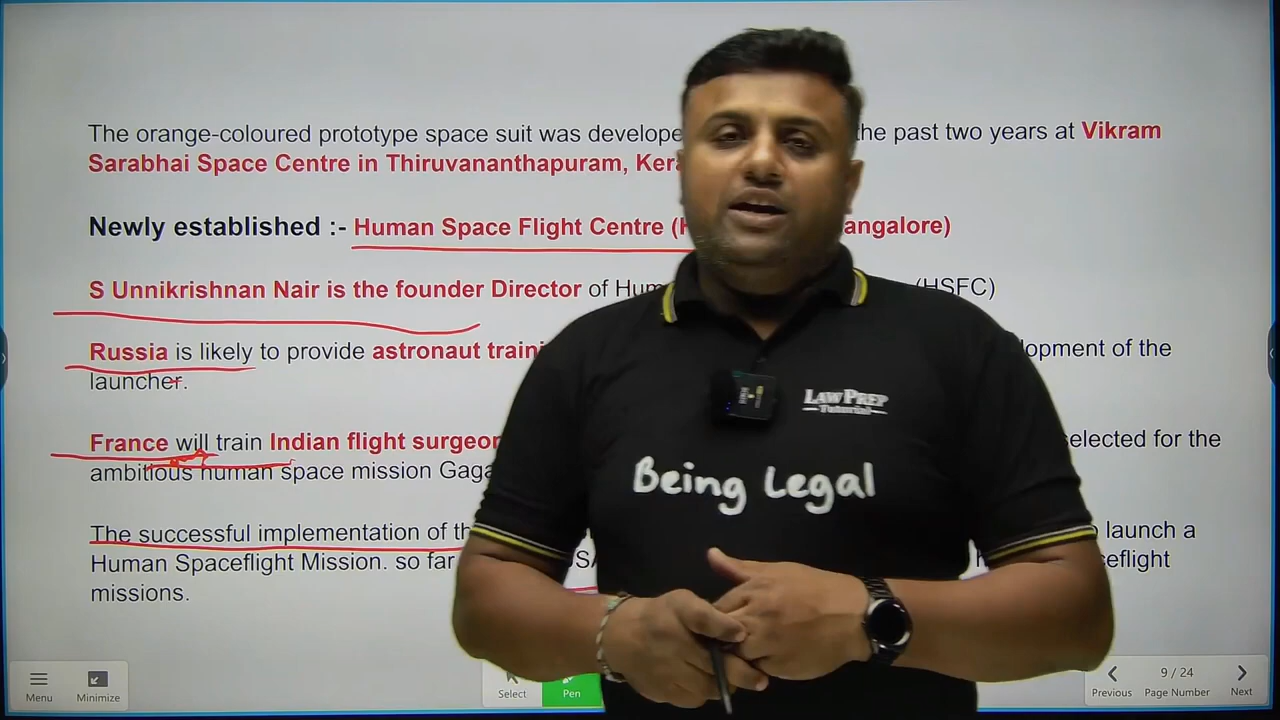 The orange-coloured prototype space suit was develope the past two years at Vikram
Sarabhai Space Centre in Thiruvananthapuram, Kera
Newly established :- Human Space Flight Centre ( angalore)
S Unnikrishnan Nair is the founder Director of Hum (HSFC)
Russia is likely to provide astronaut traini lopment of the
launcher.
France will train Indian flight surgeon selected for the
ambitious human space mission Gaga
The successful implementation of th launch a
Human Spaceflight Mission. so far eflight
missions.
LAW PREP
Tutorial
Being Legal
Menu Minimize Select Pen Previous Page Number Next
9 / 24